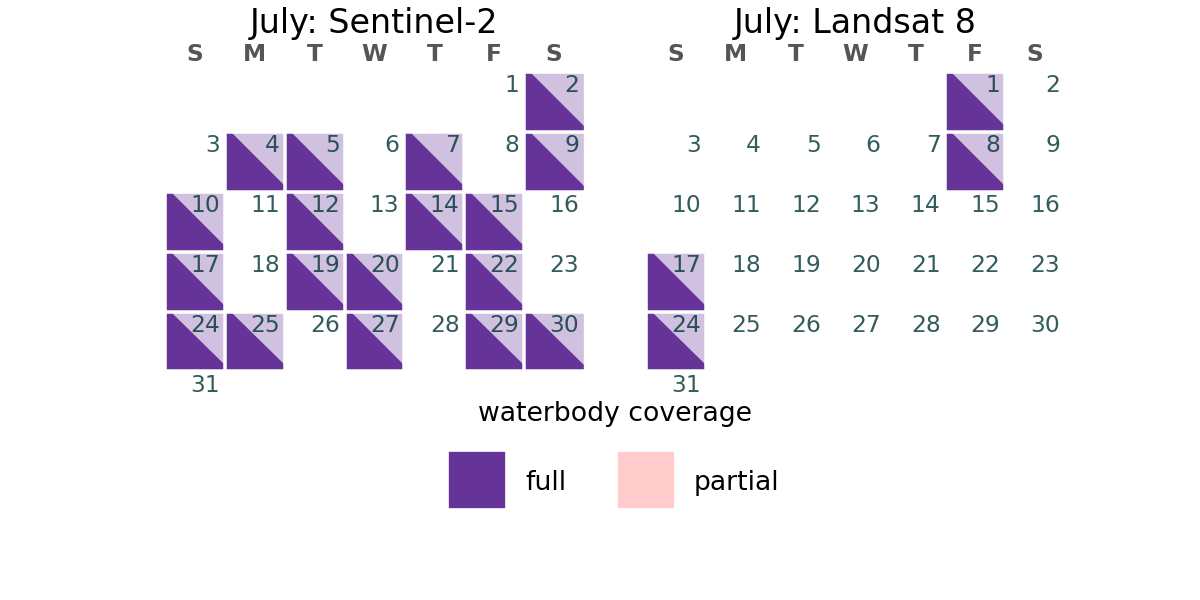 July: Sentinel-2
S M T W T F S
1 2
3 4 5 6 7 8 9
10 11 12 13 14 15 16
17 18 19 20 21 22 23
24 25 26 27 28 29 30
31
July: Landsat 8
S M T W T F S
1 2
3 4 5 6 7 8 9
10 11 12 13 14 15 16
17 18 19 20 21 22 23
24 25 26 27 28 29 30
31
waterbody coverage
full partial